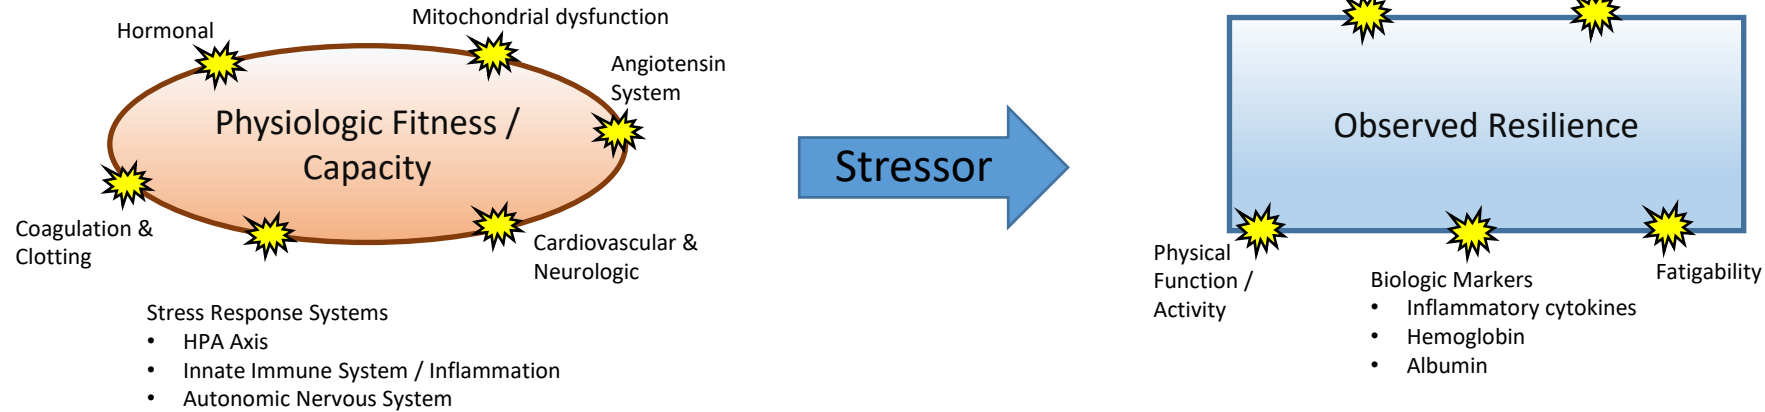 Hormonal
Mitochondrial dysfunction
Angiotensin
System
Physiologic Fitness /
Capacity
Coagulation &
Clotting
Cardiovascular &
Neurologic
Stress Response Systems
• HPA Axis
• Innate Immune System / Inflammation
• Autonomic Nervous System
Stressor
Observed Resilience
Physical
Function /
Activity
Biologic Markers
• Inflammatory cytokines
• Hemoglobin
• Albumin
Fatigability